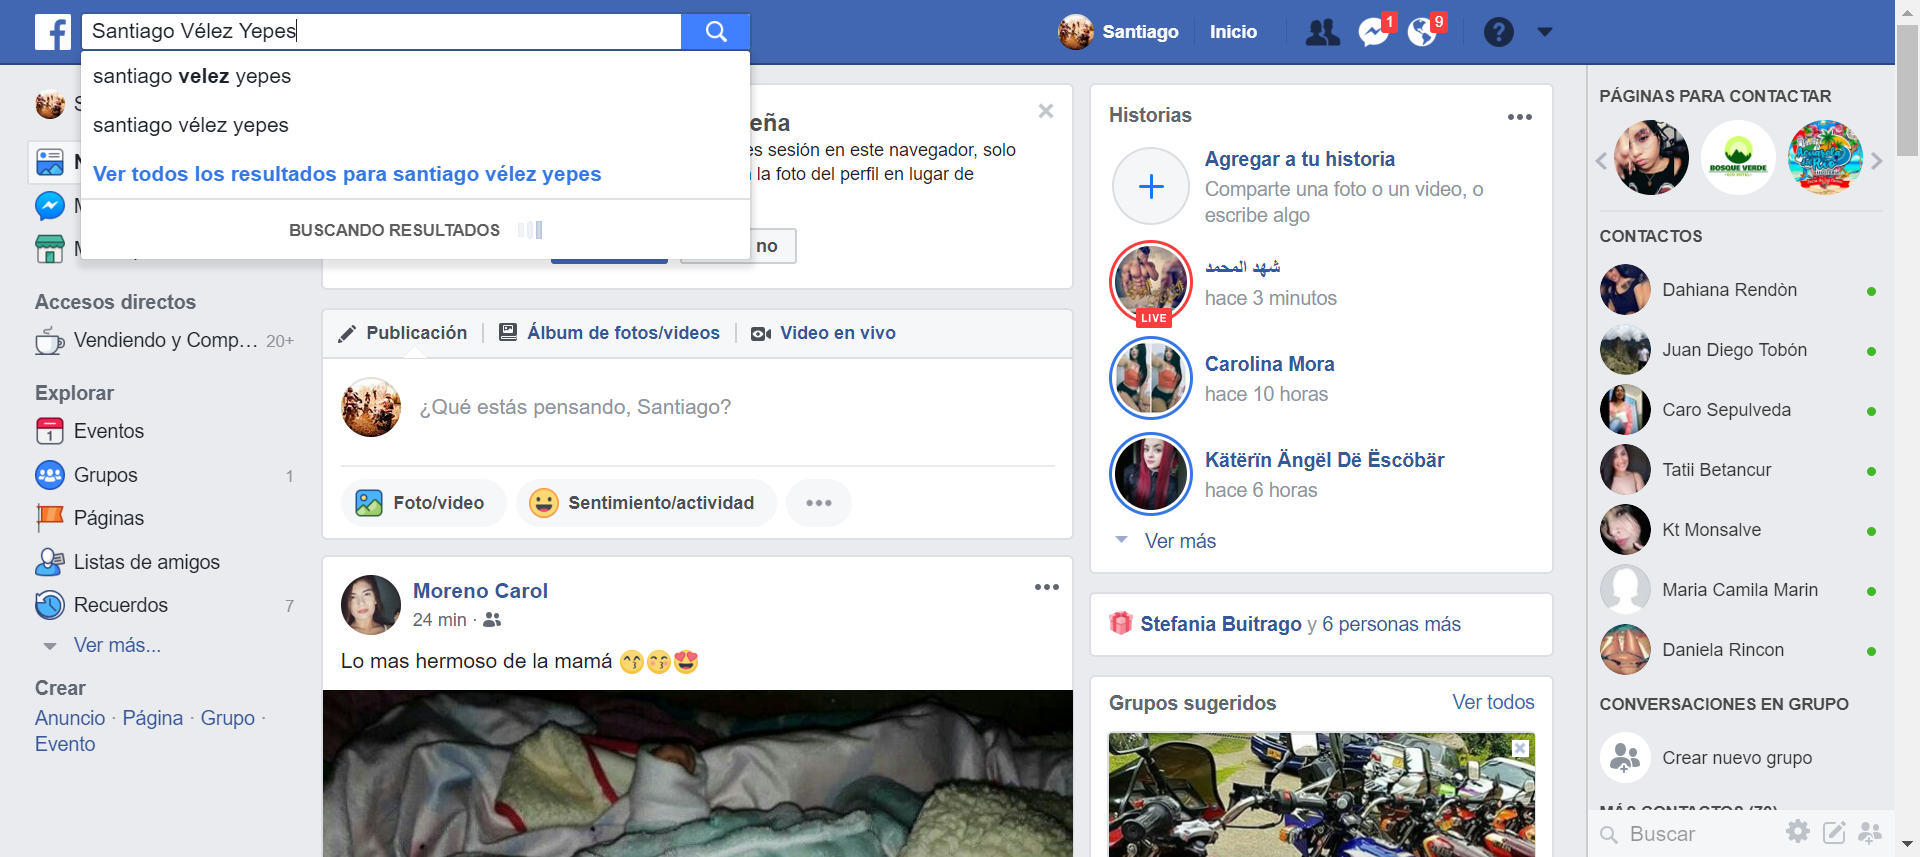 Santiago Vélez Yepes
santiago velez yepes
santiago vélez yepes
Ver todos los resultados para santiago vélez yepes
BUSCANDO RESULTADOS
Santiago
Inicio
1
9
S
N
M
M
Accesos directos
Vendiendo y Comp... 20+
Explorar
Eventos
Grupos 1
Páginas
Listas de amigos
Recuerdos 7
Ver más...
Crear
Anuncio · Página · Grupo ·
Evento
eña
es sesión en este navegador, solo
la foto del perfil en lugar de
no
Publicación
Álbum de fotos/videos
Video en vivo
¿Qué estás pensando, Santiago?
Foto/video
Sentimiento/actividad
Moreno Carol
24 min ·
Lo mas hermoso de la mamá
Historias
Agregar a tu historia
Comparte una foto o un video, o
escribe algo
شهد المحمد
hace 3 minutos
LIVE
Carolina Mora
hace 10 horas
Kätërïn Ängël Dë Ëscöbär
hace 6 horas
Ver más
Stefania Buitrago y 6 personas más
Grupos sugeridos
Ver todos
PÁGINAS PARA CONTACTAR
BOSQUE VERDE
CONTACTOS
Dahiana Rendòn
Juan Diego Tobón
Caro Sepulveda
Tatii Betancur
Kt Monsalve
Maria Camila Marin
Daniela Rincon
CONVERSACIONES EN GRUPO
Crear nuevo grupo
MÁS CONTACTOS (70)
Buscar